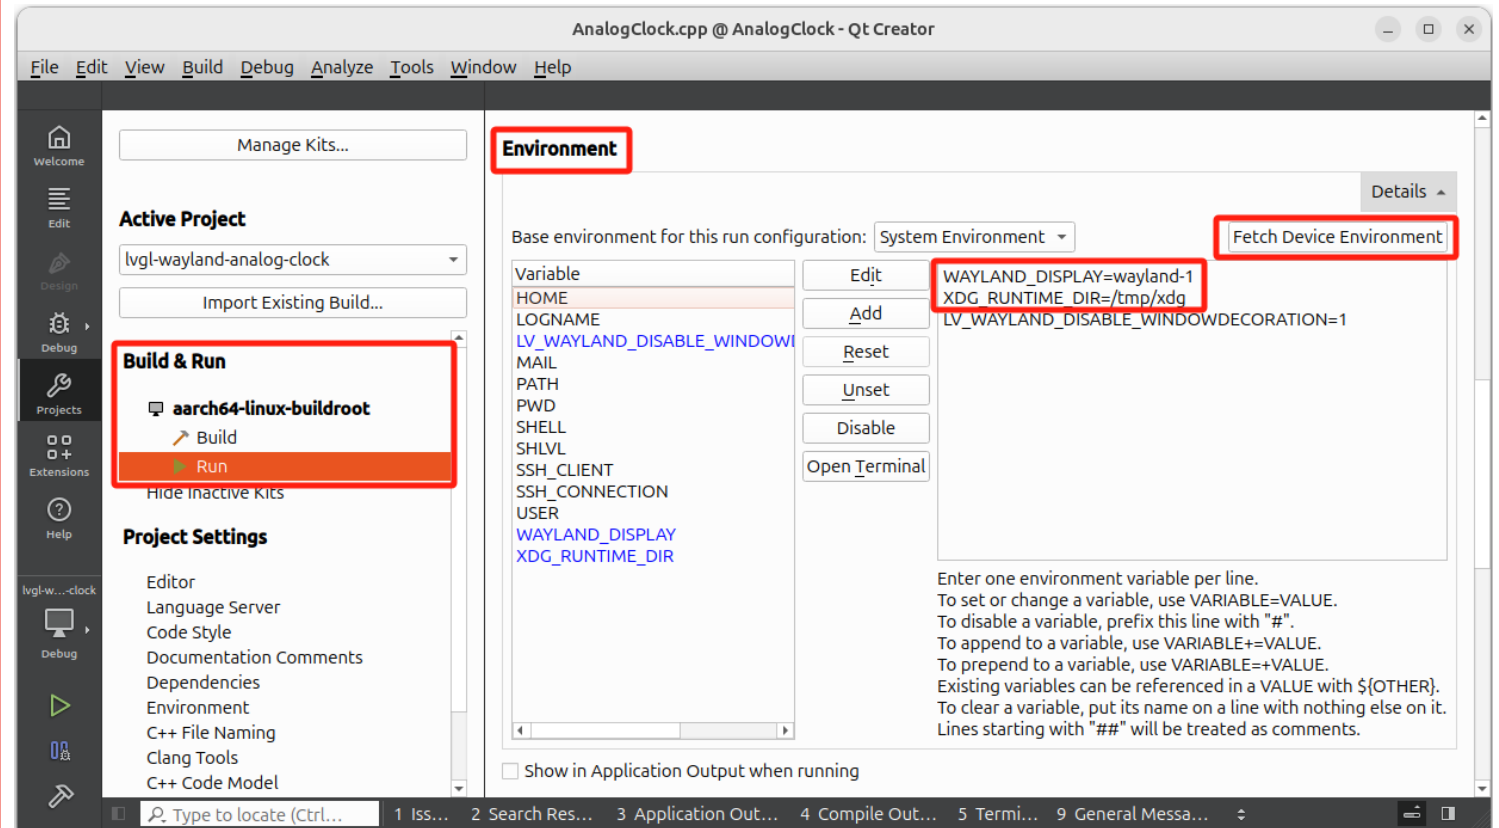 AnalogClock.cpp @ AnalogClock - Qt Creator
File Edit View Build Debug Analyze Tools Window Help
Welcome
Edit
Design
Debug
Projects
Extensions
Help
lvgl-w...-clock
Debug
Manage Kits...
Active Project
lvgl-wayland-analog-clock
Import Existing Build...
Build & Run
aarch64-linux-buildroot
Build
Run
Hide Inactive Kits
Project Settings
Editor
Language Server
Code Style
Documentation Comments
Dependencies
Environment
C++ File Naming
Clang Tools
C++ Code Model
Environment
Details
Base environment for this run configuration: System Environment
Fetch Device Environment
Variable
HOME
LOGNAME
LV_WAYLAND_DISABLE_WINDOW
MAIL
PATH
PWD
SHELL
SHLVL
SSH_CLIENT
SSH_CONNECTION
USER
WAYLAND_DISPLAY
XDG_RUNTIME_DIR
Edit
Add
Reset
Unset
Disable
Open Terminal
WAYLAND_DISPLAY=wayland-1
XDG_RUNTIME_DIR=/tmp/xdg
LV_WAYLAND_DISABLE_WINDOWDECORATION=1
Enter one environment variable per line.
To set or change a variable, use VARIABLE=VALUE.
To disable a variable, prefix this line with "#".
To append to a variable, use VARIABLE+=VALUE.
To prepend to a variable, use VARIABLE=+VALUE.
Existing variables can be referenced in a VALUE with ${OTHER}.
To clear a variable, put its name on a line with nothing else on it.
Lines starting with "##" will be treated as comments.
Show in Application Output when running
Type to locate (Ctrl... 1 Iss... 2 Search Res... 3 Application Out... 4 Compile Out... 5 Termi... 9 General Messa...